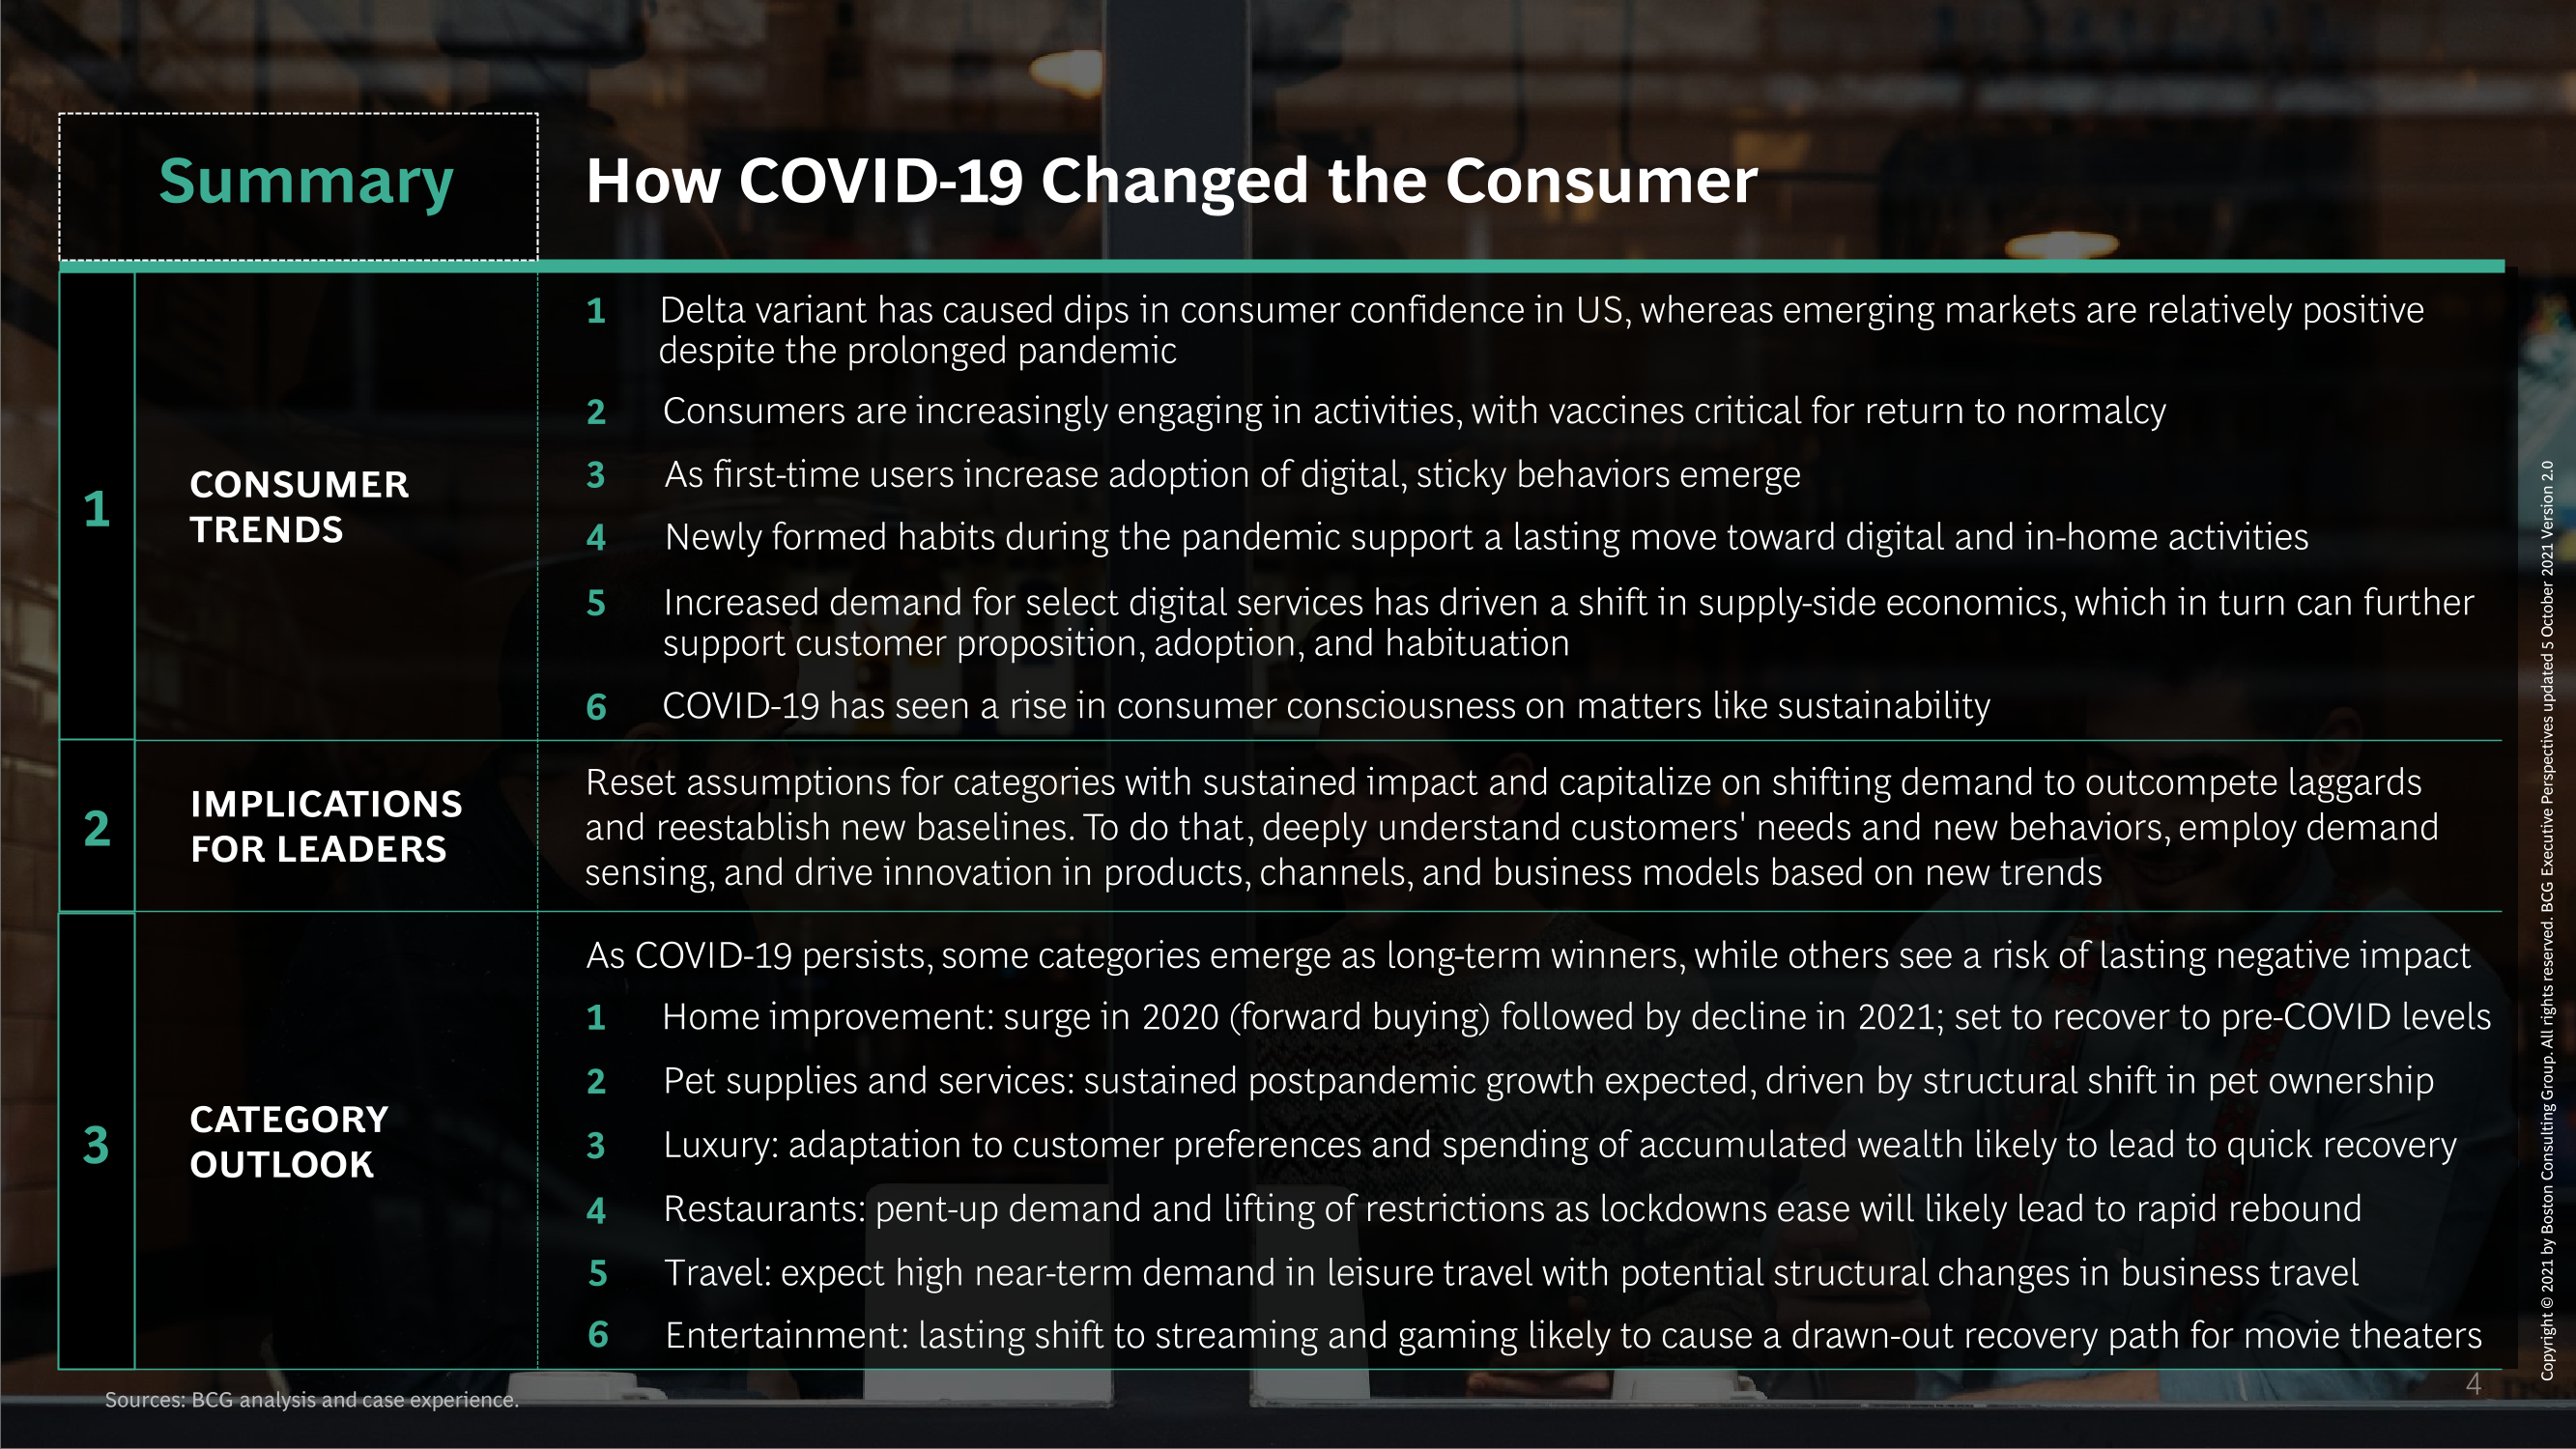 Summary
How COVID-19 Changed the Consumer
1
CONSUMER
TRENDS
1 Delta variant has caused dips in consumer confidence in US, whereas emerging markets are relatively positive
despite the prolonged pandemic
2 Consumers are increasingly engaging in activities, with vaccines critical for return to normalcy
3 As first-time users increase adoption of digital, sticky behaviors emerge
4 Newly formed habits during the pandemic support a lasting move toward digital and in-home activities
5 Increased demand for select digital services has driven a shift in supply-side economics, which in turn can further
support customer proposition, adoption, and habituation
6 COVID-19 has seen a rise in consumer consciousness on matters like sustainability
2
IMPLICATIONS
FOR LEADERS
Reset assumptions for categories with sustained impact and capitalize on shifting demand to outcompete laggards
and reestablish new baselines. To do that, deeply understand customers' needs and new behaviors, employ demand
sensing, and drive innovation in products, channels, and business models based on new trends
3
CATEGORY
OUTLOOK
As COVID-19 persists, some categories emerge as long-term winners, while others see a risk of lasting negative impact
1 Home improvement: surge in 2020 (forward buying) followed by decline in 2021; set to recover to pre-COVID levels
2 Pet supplies and services: sustained postpandemic growth expected, driven by structural shift in pet ownership
3 Luxury: adaptation to customer preferences and spending of accumulated wealth likely to lead to quick recovery
4 Restaurants: pent-up demand and lifting of restrictions as lockdowns ease will likely lead to rapid rebound
5 Travel: expect high near-term demand in leisure travel with potential structural changes in business travel
6 Entertainment: lasting shift to streaming and gaming likely to cause a drawn-out recovery path for movie theaters
Sources: BCG analysis and case experience.
4
Copyright © 2021 by Boston Consulting Group. All rights reserved. BCG Executive Perspectives updated 5 October 2021 Version 2.0